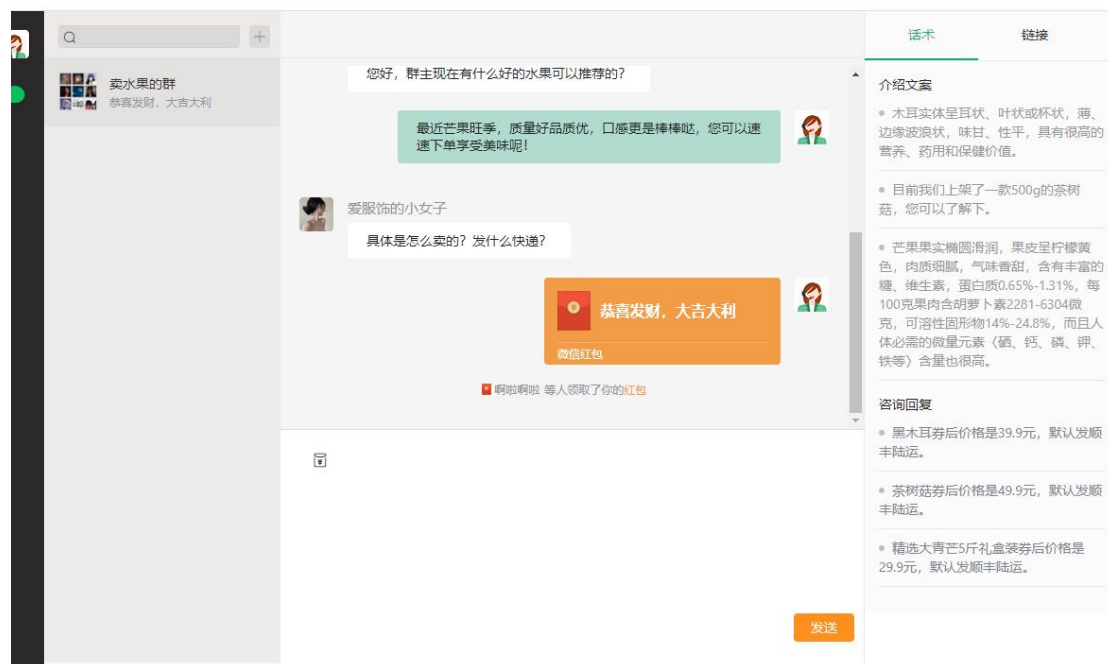 卖水果的群
恭喜发财，大吉大利
您好，群主现在有什么好的水果可以推荐的？
最近芒果旺季，质量好品质优，口感更是棒棒哒，您可以速
速下单享受美味呢！
爱服饰的小女子
具体是怎么卖的？发什么快递？
恭喜发财，大吉大利
微信红包
啊啦啊啦 等人领取了你的红包
发送
话术 链接
介绍文案
木耳实体呈耳状、叶状或杯状，薄、
边缘波浪状，味甘、性平，具有很高的
营养、药用和保健价值。
目前我们上架了一款500g的茶树
菇，您可以了解下。
芒果果实椭圆滑润，果皮呈柠檬黄
色，肉质细腻，气味香甜，含有丰富的
糖、维生素，蛋白质0.65%-1.31%，每
100克果肉含胡萝卜素2281-6304微
克，可溶性固形物14%-24.8%，而且人
体必需的微量元素（硒、钙、磷、钾、
铁等）含量也很高。
咨询回复
黑木耳券后价格是39.9元，默认发顺
丰陆运。
茶树菇券后价格是49.9元，默认发顺
丰陆运。
精选大青芒5斤礼盒装券后价格是
29.9元，默认发顺丰陆运。